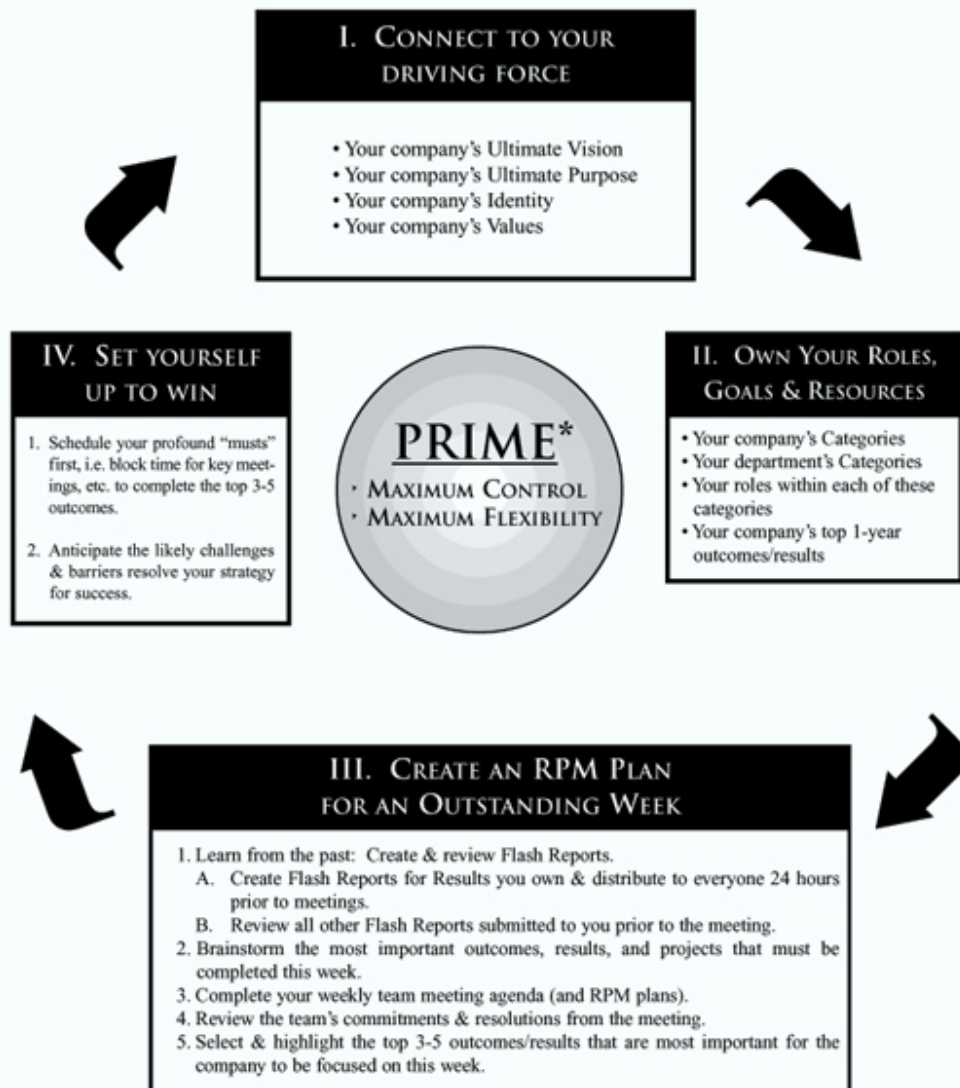 I. CONNECT TO YOUR
DRIVING FORCE
• Your company's Ultimate Vision
• Your company's Ultimate Purpose
• Your company's Identity
• Your company's Values
II. OWN YOUR ROLES,
GOALS & RESOURCES
• Your company's Categories
• Your department's Categories
• Your roles within each of these
categories
• Your company's top 1-year
outcomes/results
PRIME*
* MAXIMUM CONTROL
* MAXIMUM FLEXIBILITY
III. CREATE AN RPM PLAN
FOR AN OUTSTANDING WEEK
1. Learn from the past: Create & review Flash Reports.
A. Create Flash Reports for Results you own & distribute to everyone 24 hours
prior to meetings.
B. Review all other Flash Reports submitted to you prior to the meeting.
2. Brainstorm the most important outcomes, results, and projects that must be
completed this week.
3. Complete your weekly team meeting agenda (and RPM plans).
4. Review the team's commitments & resolutions from the meeting.
5. Select & highlight the top 3-5 outcomes/results that are most important for the
company to be focused on this week.
IV. SET YOURSELF
UP TO WIN
1. Schedule your profound "musts"
first, i.e. block time for key meet-
ings, etc. to complete the top 3-5
outcomes.
2. Anticipate the likely challenges
& barriers resolve your strategy
for success.